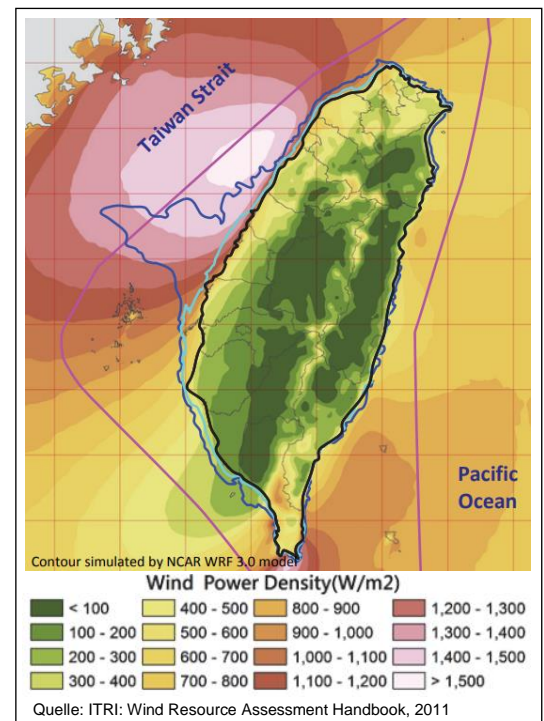 Taiwan Strait
Pacific
Ocean
Contour simulated by NCAR WRF 3.0 model
Wind Power Density(W/m2)
< 100
400 - 500
800 - 900
1,200 - 1,300
100 - 200
500 - 600
900 - 1,000
1,300 - 1,400
200 - 300
600 - 700
1,000 - 1,100
1,400 - 1,500
300 - 400
700 - 800
1,100 - 1,200
> 1,500
Quelle: ITRI: Wind Resource Assessment Handbook, 2011